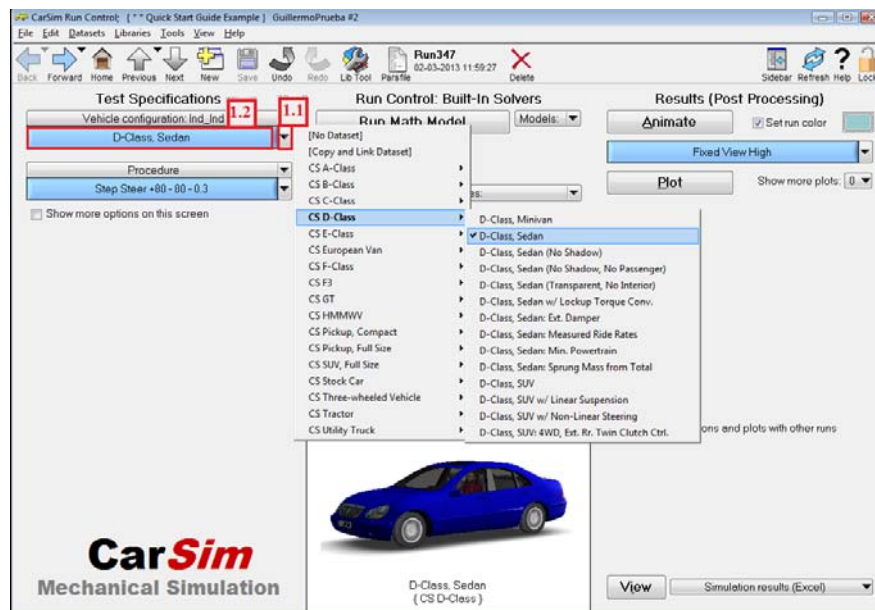 CarSim Run Control; { * * Quick Start Guide Example } GuillermoPrueba #2
File Edit Datasets Libraries Tools View Help
Back Forward Home Previous Next New Save Undo Redo Lib Tool Parsfile
Run347
02-03-2013 11:59:27
Delete
Sidebar Refresh Help Lock
Test Specifications
Vehicle configuration: Ind_Ind
1.2
1.1
D-Class, Sedan
Procedure
Step Steer +80 - 80 - 0.3
Show more options on this screen
Run Control: Built-In Solvers
Run Math Model
Models:
[No Dataset]
[Copy and Link Dataset]
CS A-Class
CS B-Class
CS C-Class
CS D-Class
CS E-Class
CS European Van
CS F-Class
CS F3
CS GT
CS HMMWV
CS Pickup, Compact
CS Pickup, Full Size
CS SUV, Full Size
CS Stock Car
CS Three-wheeled Vehicle
CS Tractor
CS Utility Truck
D-Class, Minivan
D-Class, Sedan
D-Class, Sedan (No Shadow)
D-Class, Sedan (No Shadow, No Passenger)
D-Class, Sedan (Transparent, No Interior)
D-Class, Sedan w/ Lockup Torque Conv.
D-Class, Sedan: Ext. Damper
D-Class, Sedan: Measured Ride Rates
D-Class, Sedan: Min. Powertrain
D-Class, Sedan: Sprung Mass from Total
D-Class, SUV
D-Class, SUV w/ Linear Suspension
D-Class, SUV w/ Non-Linear Steering
D-Class, SUV: 4WD, Ext. Rr. Twin Clutch Ctrl.
Results (Post Processing)
Animate
Set run color
Fixed View High
Plot
Show more plots: 0
and plots with other runs
CarSim
Mechanical Simulation
D-Class, Sedan
{ CS D-Class }
View
Simulation results (Excel)